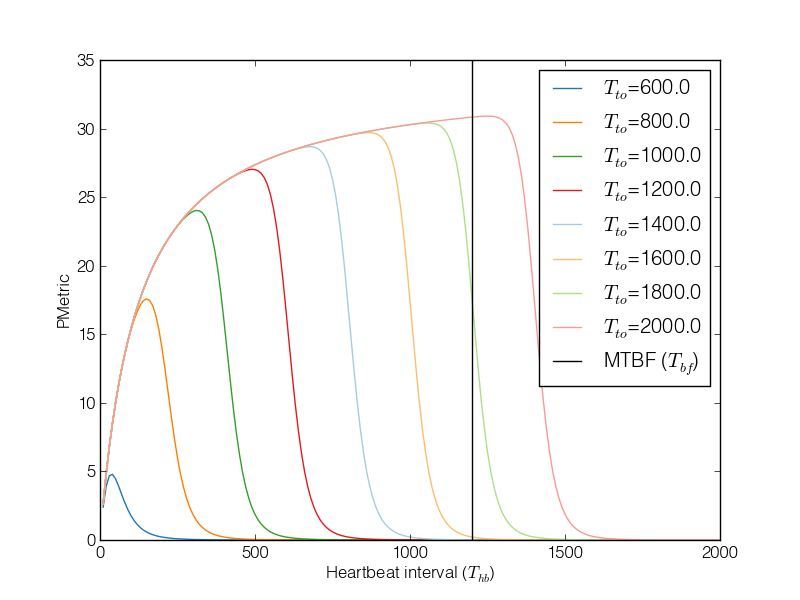 35
30
25
20
15
10
5
0
PMetric
0 500 1000 1500 2000
Heartbeat interval (T_hb)
T_to=600.0
T_to=800.0
T_to=1000.0
T_to=1200.0
T_to=1400.0
T_to=1600.0
T_to=1800.0
T_to=2000.0
MTBF (T_bf)